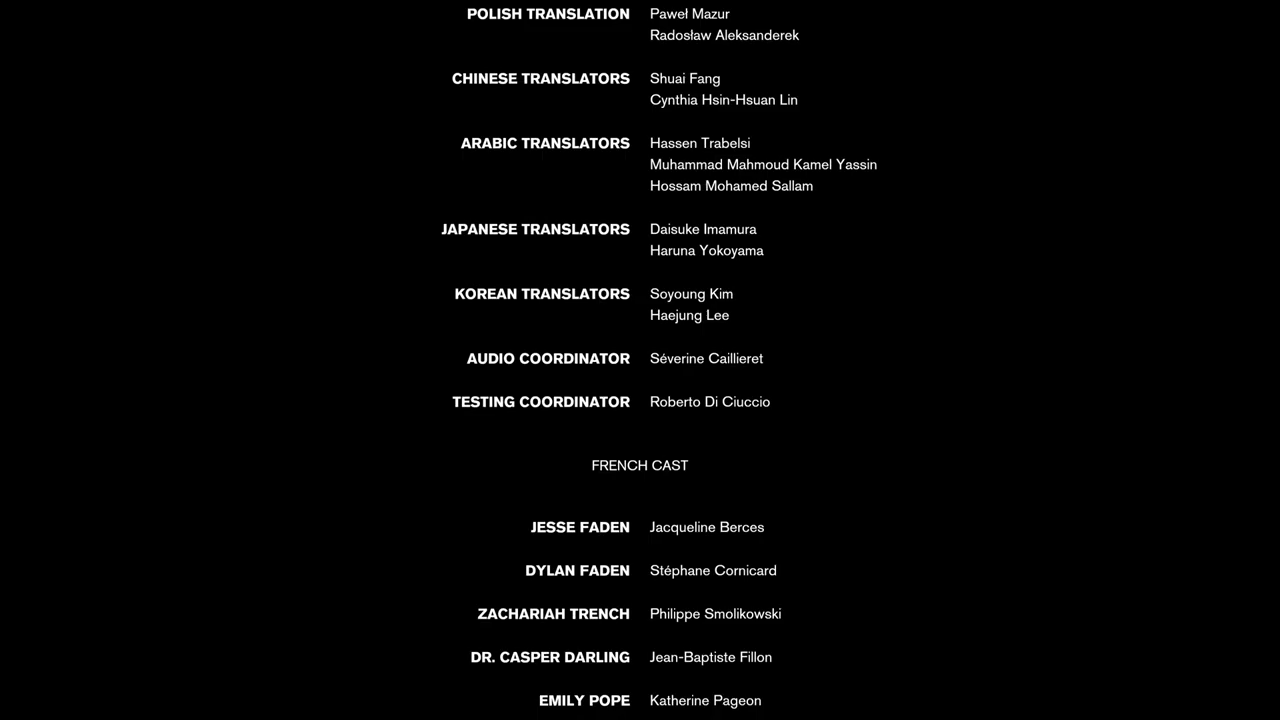 POLISH TRANSLATION Paweł Mazur
Radosław Aleksanderek
CHINESE TRANSLATORS Shuai Fang
Cynthia Hsin-Hsuan Lin
ARABIC TRANSLATORS Hassen Trabelsi
Muhammad Mahmoud Kamel Yassin
Hossam Mohamed Sallam
JAPANESE TRANSLATORS Daisuke Imamura
Haruna Yokoyama
KOREAN TRANSLATORS Soyoung Kim
Haejung Lee
AUDIO COORDINATOR Séverine Caillieret
TESTING COORDINATOR Roberto Di Ciuccio
FRENCH CAST
JESSE FADEN Jacqueline Berces
DYLAN FADEN Stéphane Cornicard
ZACHARIAH TRENCH Philippe Smolikowski
DR. CASPER DARLING Jean-Baptiste Fillon
EMILY POPE Katherine Pageon